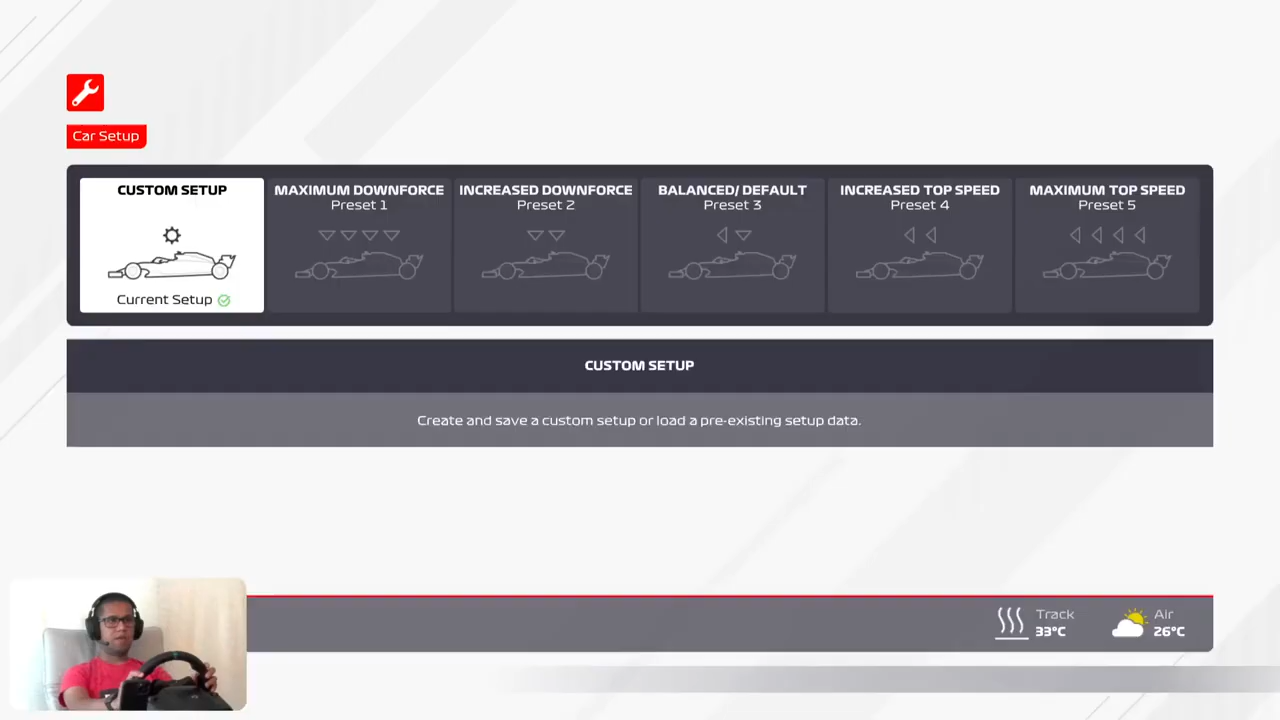 Car Setup
CUSTOM SETUP
Current Setup
MAXIMUM DOWNFORCE
Preset 1
INCREASED DOWNFORCE
Preset 2
BALANCED/ DEFAULT
Preset 3
INCREASED TOP SPEED
Preset 4
MAXIMUM TOP SPEED
Preset 5
CUSTOM SETUP
Create and save a custom setup or load a pre-existing setup data.
Track
33°C
Air
26°C